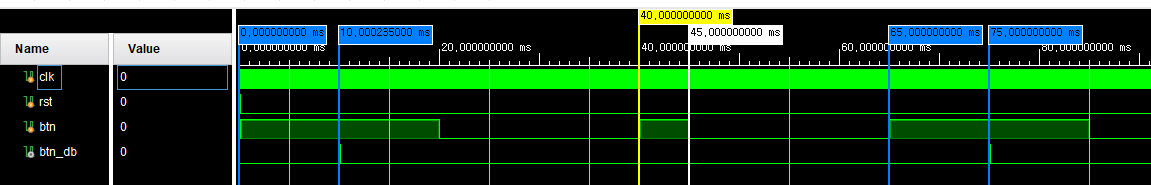 40,000000000 ms
0,000000000 ms 10,000235000 ms 45,000000000 ms 65,000000000 ms 75,000000000 ms
Name Value
0,000000000 ms 20,000000000 ms 40,000000000 ms 60,000000000 ms 80,000000000 ms
clk 0
rst 0
btn 0
btn_db 0